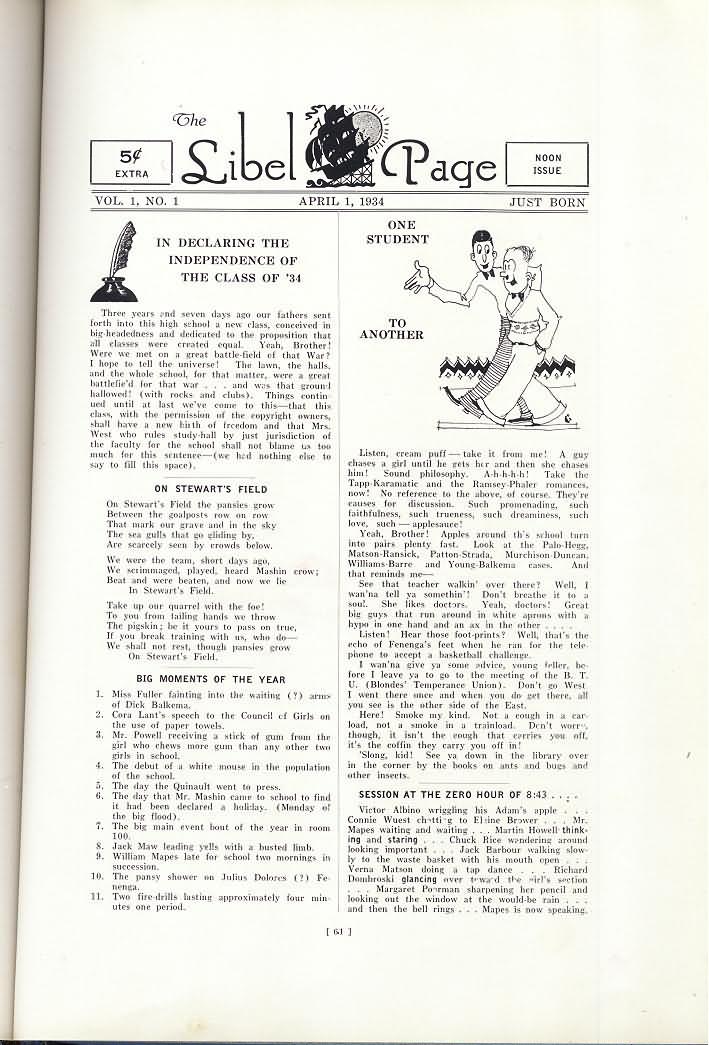 The
Libel Page
5¢
EXTRA
NOON
ISSUE
VOL. 1, NO. 1 APRIL 1, 1934 JUST BORN
IN DECLARING THE
INDEPENDENCE OF
THE CLASS OF '34
Three years and seven days ago our fathers sent
forth into this high school a new class, conceived in
big-headedness and dedicated to the proposition that
all classes were created equal. Yeah, Brother!
Were we met on a great battle-field of that War?
I hope to tell the universe! The lawn, the halls,
and the whole school, for that matter, were a great
battlefie'd for that war . . . and was that ground
hallowed! (with rocks and clubs). Things contin-
ued until at last we've come to this—that this
class, with the permission of the copyright owners,
shall have a new birth of freedom and that Mrs.
West who rules study-hall by just jurisdiction of
the faculty for the school shall not blame us too
much for this sentence—(we had nothing else to
say to fill this space).
ON STEWART'S FIELD
On Stewart's Field the pansies grow
Between the goalposts row on row
That mark our grave and in the sky
The sea gulls that go gliding by,
Are scarcely seen by crowds below.
We were the team, short days ago,
We scrimmaged, played, heard Mashin crow;
Beat and were beaten, and now we lie
In Stewart's Field.
Take up our quarrel with the foe!
To you from failing hands we throw
The pigskin; be it yours to pass on true,
If you break training with us, who do—
We shall not rest, though pansies grow
On Stewart's Field.
BIG MOMENTS OF THE YEAR
1. Miss Fuller fainting into the waiting (?) arms
of Dick Balkema.
2. Cora Lant's speech to the Council of Girls on
the use of paper towels.
3. Mr. Powell receiving a stick of gum from the
girl who chews more gum than any other two
girls in school.
4. The debut of a white mouse in the population
of the school.
5. The day the Quinault went to press.
6. The day that Mr. Mashin came to school to find
it had been declared a holiday. (Monday of
the big flood).
7. The big main event bout of the year in room
100.
8. Jack Maw leading yells with a busted limb.
9. William Mapes late for school two mornings in
succession.
10. The pansy shower on Julius Dolores (?) Fe-
nenga.
11. Two fire-drills lasting approximately four min-
utes one period.
ONE
STUDENT
TO
ANOTHER
Listen, cream puff—take it from me! A guy
chases a girl until he gets her and then she chases
him! Sound philosophy. A-h-h-h-h! Take the
Tapp-Karamatic and the Ramsey-Phaler romances,
now! No reference to the above, of course. They're
causes for discussion. Such promenading, such
faithfulness, such trueness, such dreaminess, such
love, such — applesauce!
Yeah, Brother! Apples around th's school turn
into pairs plenty fast. Look at the Palo-Hegg,
Matson-Ransick, Patton-Strada, Murchison-Duncan,
Williams-Barre and Young-Balkema cases. And
that reminds me—
See that teacher walkin' over there? Well, I
wan'na tell ya somethin'! Don't breathe it to a
soul. She likes doctors. Yeah, doctors! Great
big guys that run around in white aprons with a
hypo in one hand and an ax in the other . . . .
Listen! Hear those foot-prints? Well, that's the
echo of Fenenga's feet when he ran for the tele-
phone to accept a basketball challenge.
I wan'na give ya some advice, young feller, be-
fore I leave ya to go to the meeting of the B. T.
U. (Blondes' Temperance Union). Don't go West.
I went there once and when you do get there, all
you see is the other side of the East.
Here! Smoke my kind. Not a cough in a car-
load, not a smoke in a trainload. Don't worry,
though, it isn't the cough that carries you off,
it's the coffin they carry you off in!
'Slong, kid! See ya down in the library over
in the corner by the books on ants and bugs and
other insects.
SESSION AT THE ZERO HOUR OF 8:43 . . . .
Victor Albino wriggling his Adam's apple . . .
Connie Wuest chatting to Elaine Brower . . . Mr.
Mapes waiting and waiting . . . Martin Howell think-
ing and staring . . . Chuck Rice wandering around
looking important . . . Jack Barbour walking slow-
ly to the waste basket with his mouth open . . .
Verna Matson doing a tap dance . . . Richard
Dombroski glancing over toward the girl's section
. . . Margaret Poorman sharpening her pencil and
looking out the window at the would-be rain . . .
and then the bell rings . . . Mapes is now speaking.
[ 61 ]